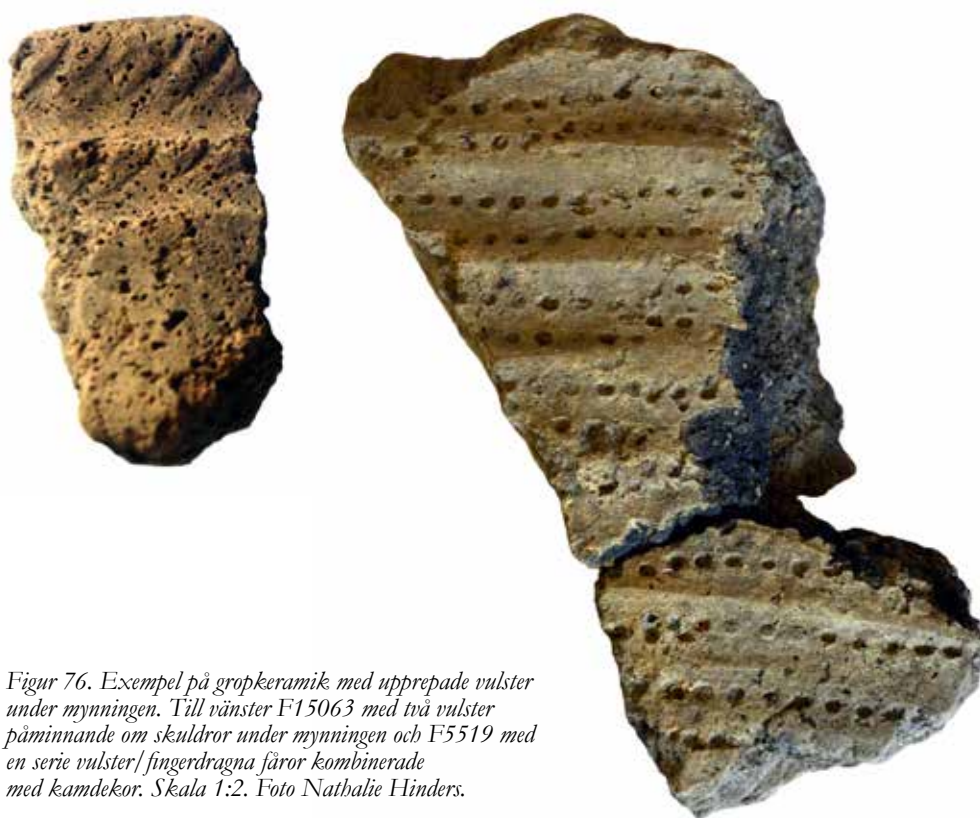 Figur 76. Exempel på gropkeramik med upprepade vulster
under mynningen. Till vänster F15063 med två vulster
påminnande om skuldror under mynningen och F5519 med
en serie vulster/fingerdragna fåror kombinerade
med kamdekor. Skala 1:2. Foto Nathalie Hinders.